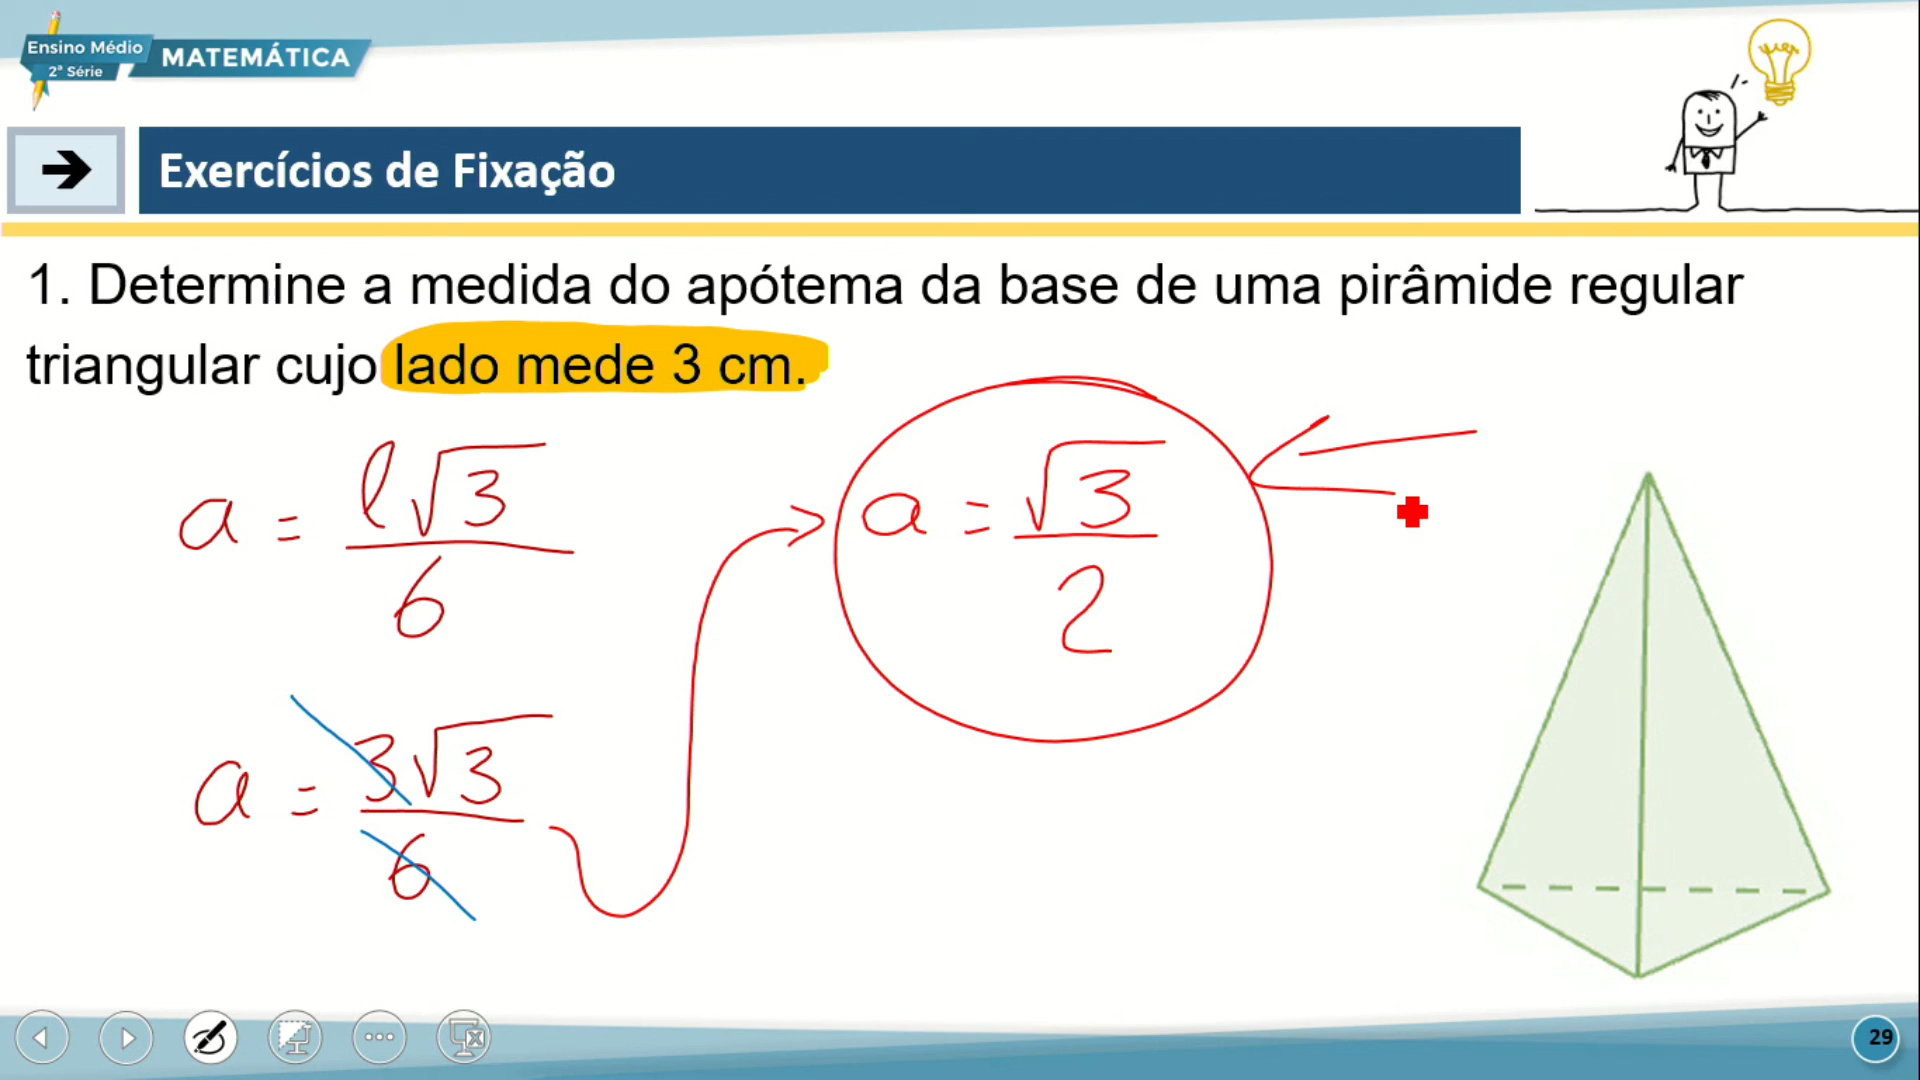 Ensino Médio
2ª Série
MATEMÁTICA
Exercícios de Fixação
1. Determine a medida do apótema da base de uma pirâmide regular
triangular cujo lado mede 3 cm.
a = l√3/6
a = √3/2
a = 3√3/6
29